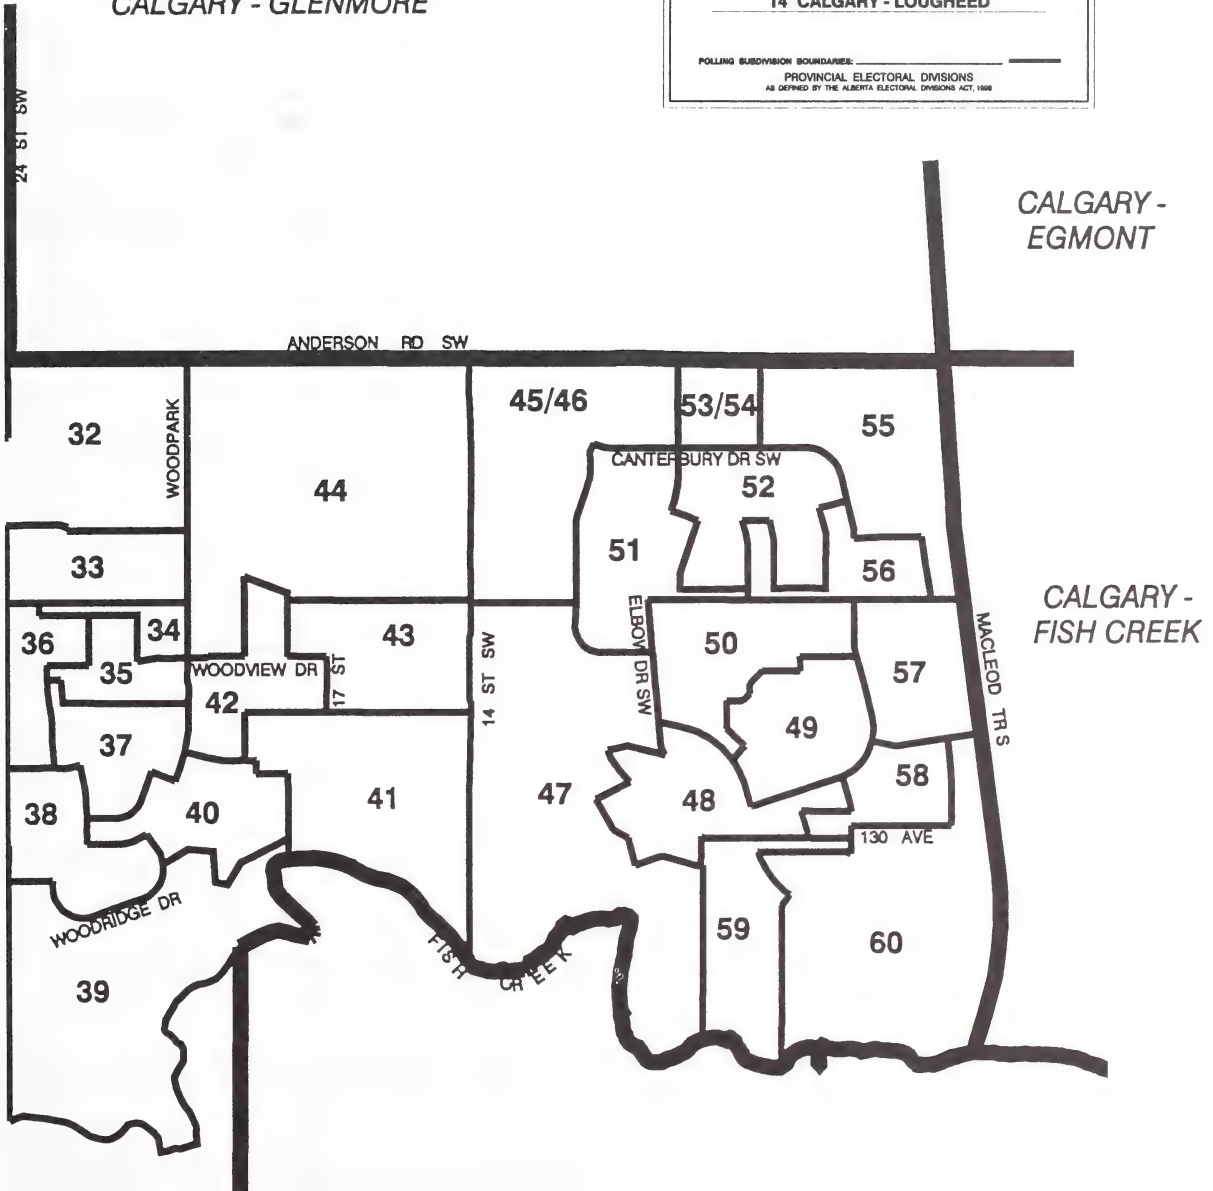 CALGARY - GLENMORE
14 CALGARY - LOUGHEED
POLLING SUBDIVISION BOUNDARIES:
PROVINCIAL ELECTORAL DIVISIONS
AS DEFINED BY THE ALBERTA ELECTORAL DIVISIONS ACT, 1996
24 ST SW
CALGARY -
EGMONT
ANDERSON RD SW
32
WOODPARK
44
45/46
53/54
55
CANTERBURY DR SW
52
51
33
56
CALGARY -
FISH CREEK
36
34
35
WOODVIEW DR
42
17 ST
43
14 ST SW
ELBOW DR SW
50
57
MACLEOD TR S
49
37
38
40
41
47
48
58
130 AVE
WOODRIDGE DR
FISH CREEK
59
60
39